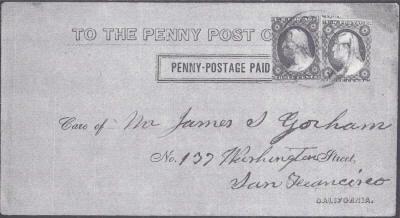 TO THE PENNY POST C
PENNY-POSTAGE PAID
Care of Mr James S Gorham
No. 137 Washington Street,
San Francisco
CALIFORNIA.